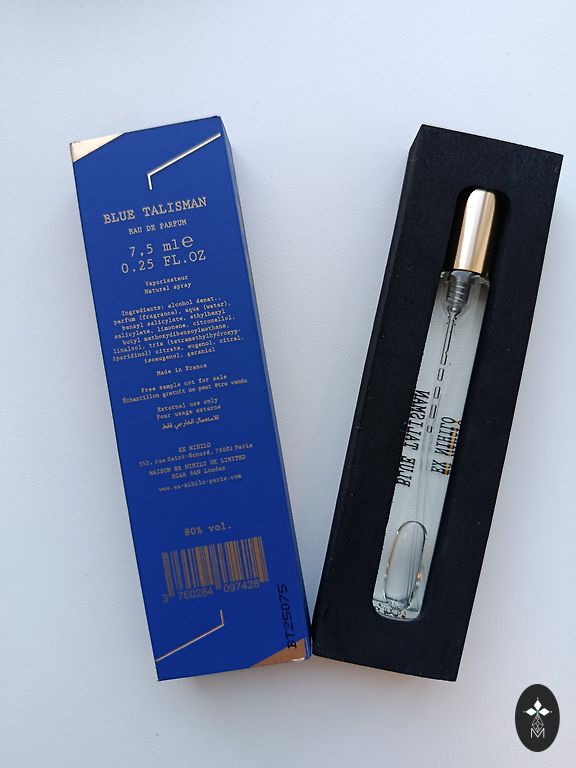 BLUE TALISMAN
EAU DE PARFUM
7,5 ml℮
0.25 FL.OZ
Vaporisateur
Natural spray
Ingredients: alcohol denat.,
parfum (fragrance), aqua (water),
benzyl salicylate, ethylhexyl
salicylate, limonene, citronellol,
butyl methoxydibenzoylmethane,
linalool, tris (tetramethylhydroxyp-
iperidinol) citrate, eugenol, citral,
isoeugenol, geraniol
Made in France
Free sample not for sale
Échantillon gratuit ne peut être vendu
External use only
Pour usage externe
للاستعمال الخارجي فقط
EX NIHILO
352, rue Saint-Honoré, 75001 Paris
MAISON EX NIHILO UK LIMITED
EC4R 9AN London
www.ex-nihilo-paris.com
80% vol.
3 760264 097426
BT25075
BLUE TALISMAN
EX NIHILO
M